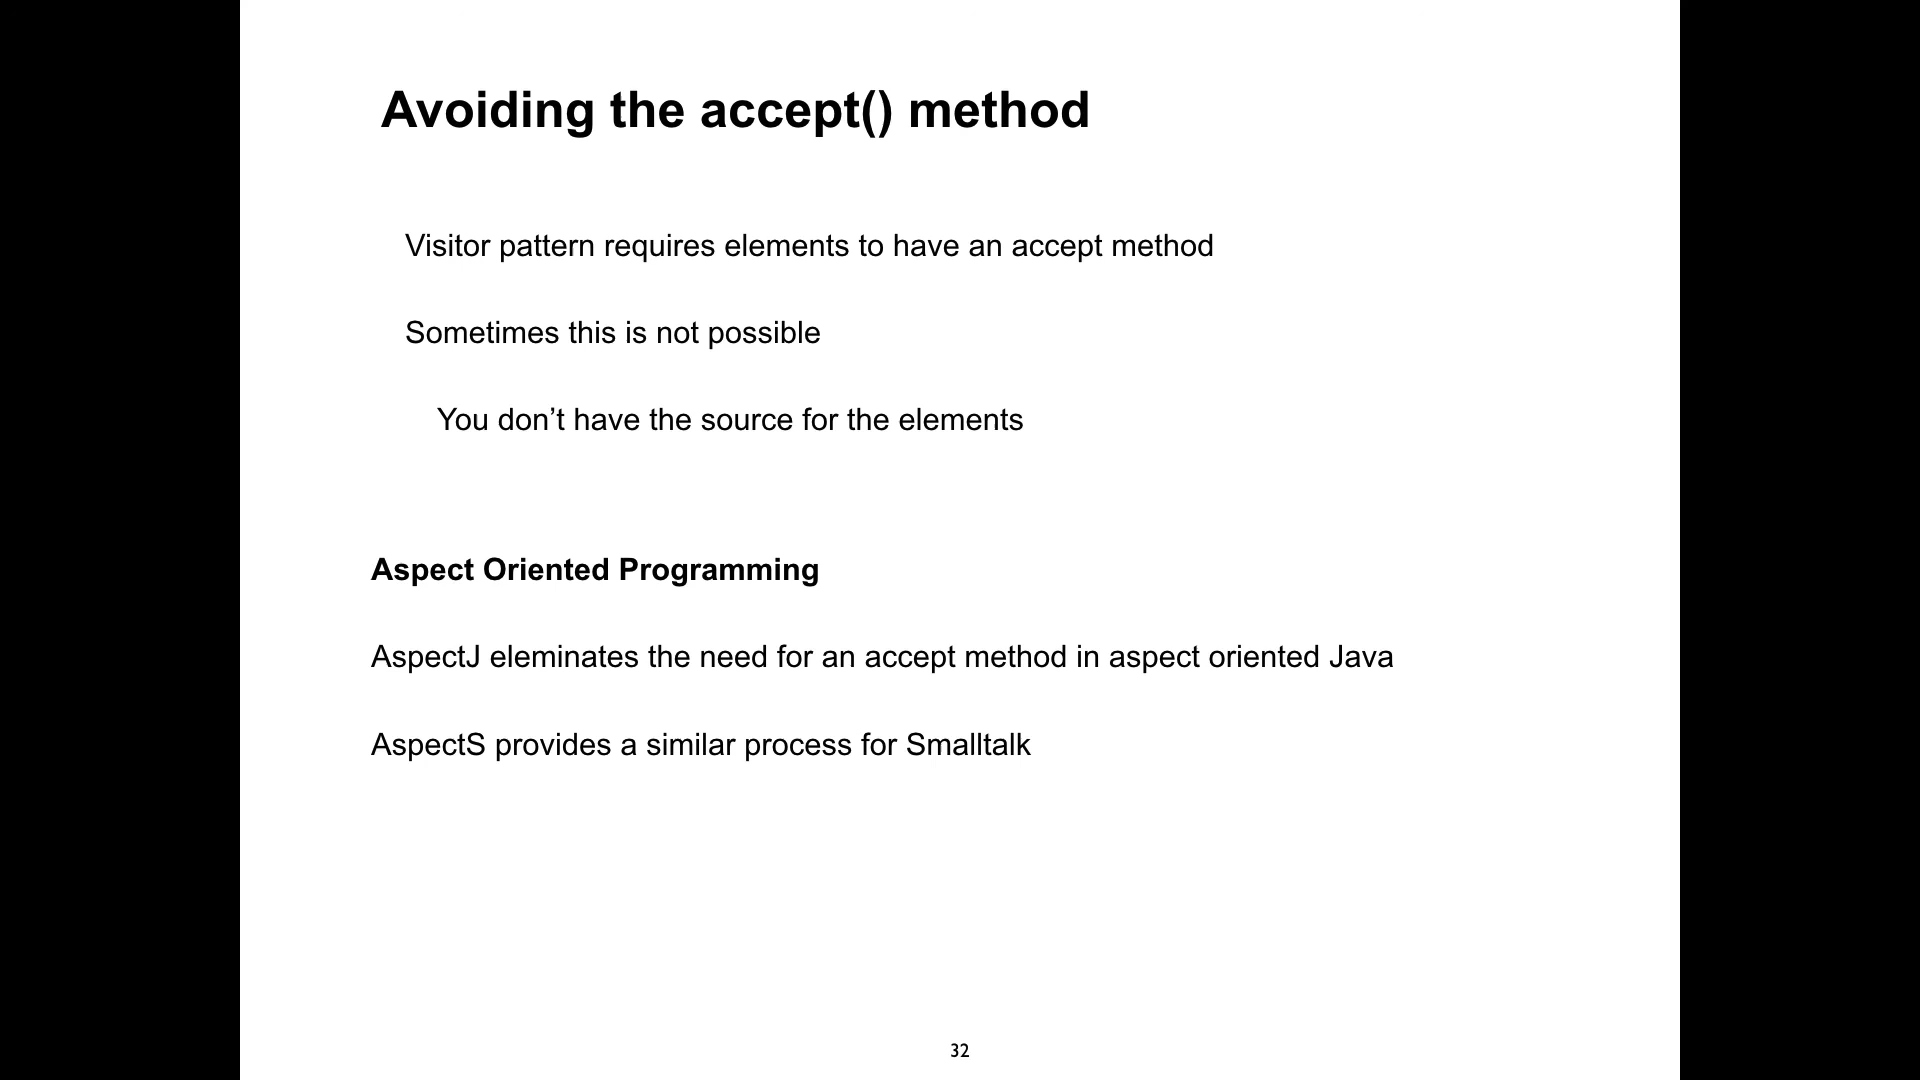 Avoiding the accept() method
Visitor pattern requires elements to have an accept method
Sometimes this is not possible
You don’t have the source for the elements
Aspect Oriented Programming
AspectJ eleminates the need for an accept method in aspect oriented Java
AspectS provides a similar process for Smalltalk
32